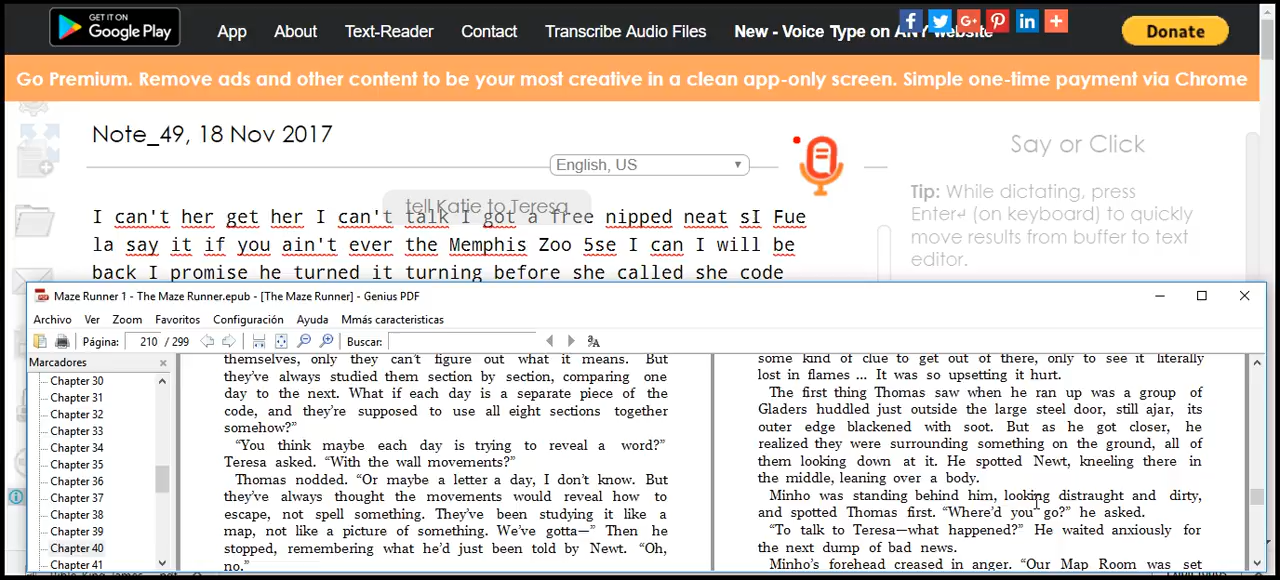 GET IT ON
Google Play
App
About
Text-Reader
Contact
Transcribe Audio Files
New - Voice Type on ANY website
Donate
Go Premium. Remove ads and other content to be your most creative in a clean app-only screen. Simple one-time payment via Chrome
Note_49, 18 Nov 2017
English, US
Say or Click
tell Katie to Teresa
I can't her get her I can't talk I got a free nipped neat sI Fue
la say it if you ain't ever the Memphis Zoo 5se I can I will be
back I promise he turned it turning before she called she code
Tip: While dictating, press
Enter↵ (on keyboard) to quickly
move results from buffer to text
editor.
Maze Runner 1 - The Maze Runner.epub - [The Maze Runner] - Genius PDF
Archivo Ver Zoom Favoritos Configuración Ayuda Mmás características
Página: 210 / 299
Buscar:
Marcadores
Chapter 30
Chapter 31
Chapter 32
Chapter 33
Chapter 34
Chapter 35
Chapter 36
Chapter 37
Chapter 38
Chapter 39
Chapter 40
Chapter 41
themselves, only they can't figure out what it means. But
they've always studied them section by section, comparing one
day to the next. What if each day is a separate piece of the
code, and they're supposed to use all eight sections together
somehow?"
"You think maybe each day is trying to reveal a word?"
Teresa asked. "With the wall movements?"
Thomas nodded. "Or maybe a letter a day, I don't know. But
they've always thought the movements would reveal how to
escape, not spell something. They've been studying it like a
map, not like a picture of something. We've gotta—" Then he
stopped, remembering what he'd just been told by Newt. "Oh,
no."
some kind of clue to get out of there, only to see it literally
lost in flames ... It was so upsetting it hurt.
The first thing Thomas saw when he ran up was a group of
Gladers huddled just outside the large steel door, still ajar, its
outer edge blackened with soot. But as he got closer, he
realized they were surrounding something on the ground, all of
them looking down at it. He spotted Newt, kneeling there in
the middle, leaning over a body.
Minho was standing behind him, looking distraught and dirty,
and spotted Thomas first. "Where'd you go?" he asked.
"To talk to Teresa—what happened?" He waited anxiously for
the next dump of bad news.
Minho's forehead creased in anger. "Our Map Room was set